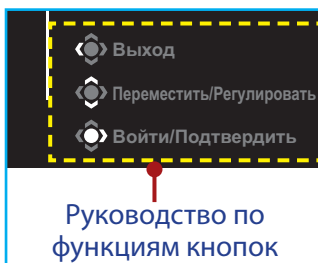 Выход
Переместить/Регулировать
Войти/Подтвердить
Руководство по
функциям кнопок